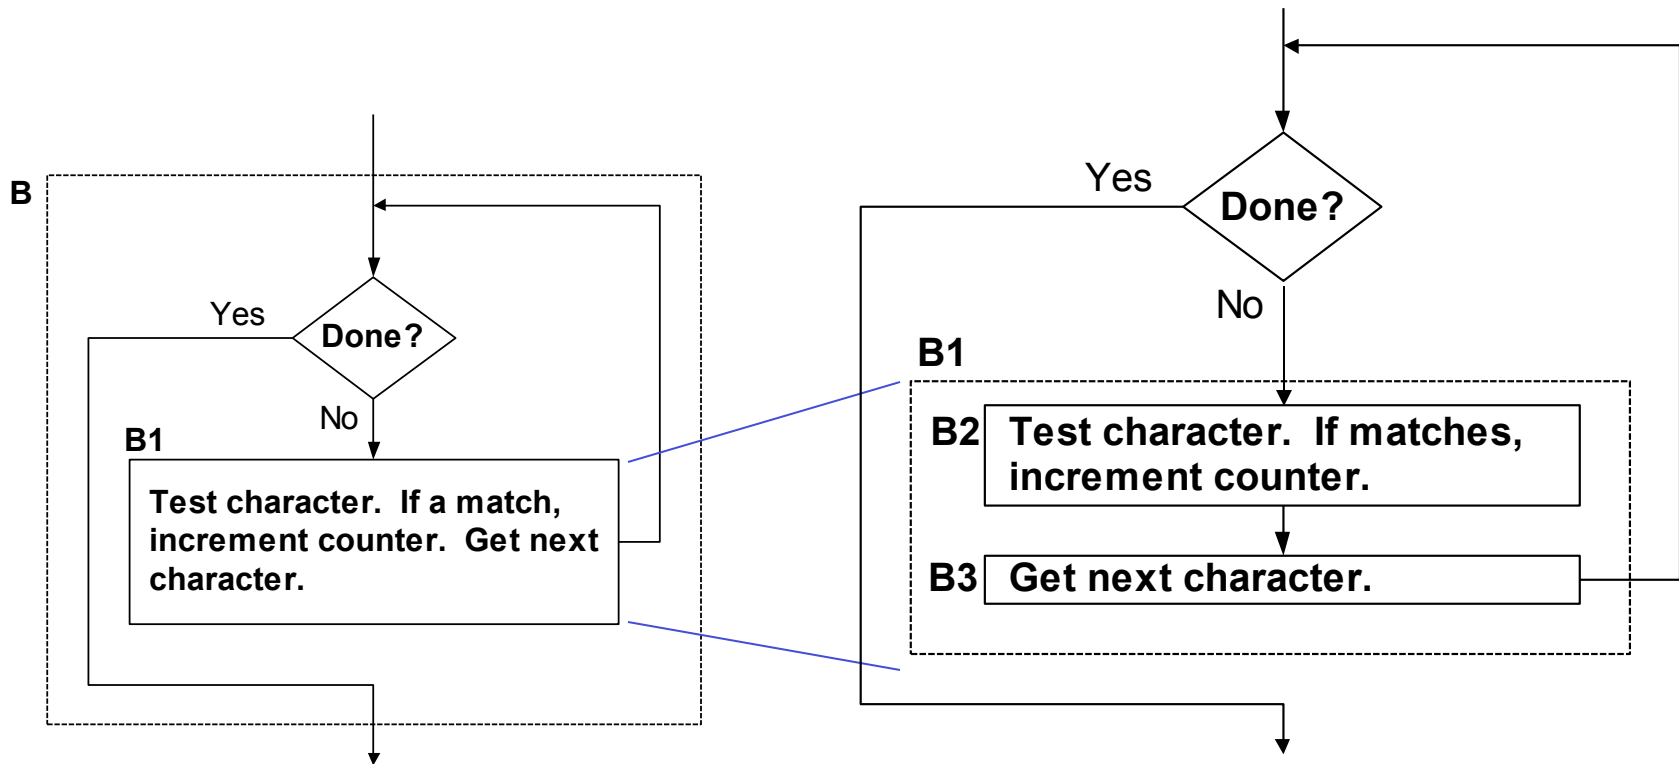 B
Yes
Done?
No
B1
Test character.  If a match,
increment counter.  Get next
character.
Yes
Done?
No
B1
B2
Test character.  If matches,
increment counter.
B3
Get next character.